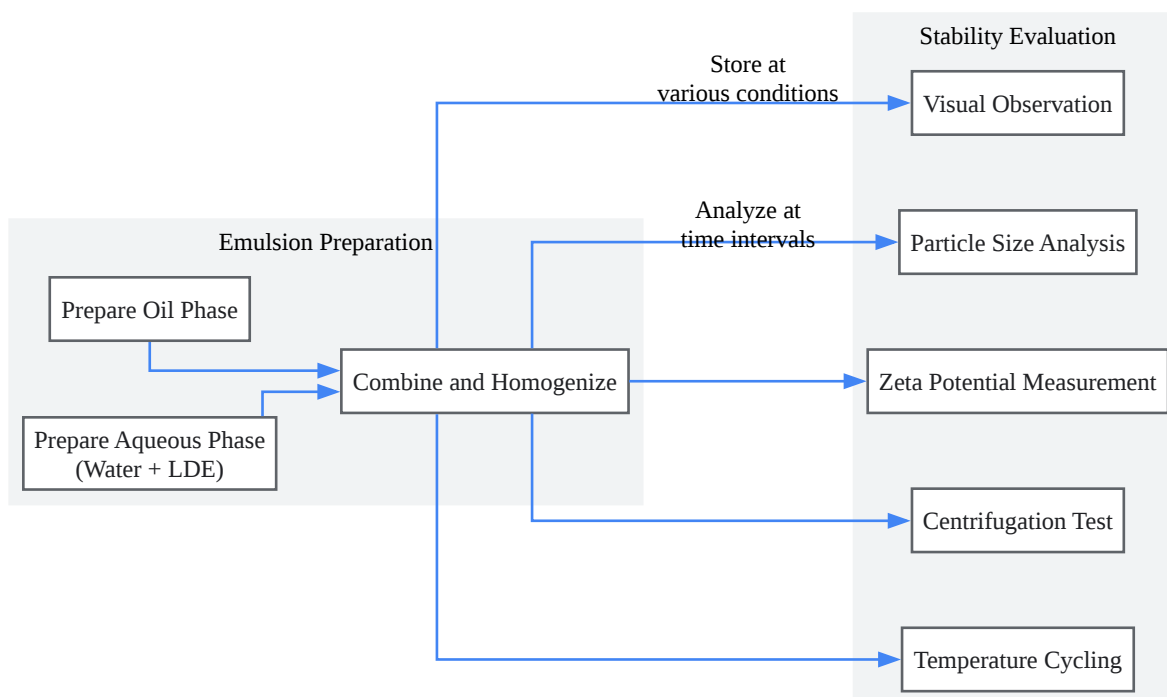 Stability Evaluation
Store at
various conditions
Visual Observation
Analyze at
time intervals
Particle Size Analysis
Emulsion Preparation
Prepare Oil Phase
Combine and Homogenize
Zeta Potential Measurement
Prepare Aqueous Phase
(Water + LDE)
Centrifugation Test
Temperature Cycling